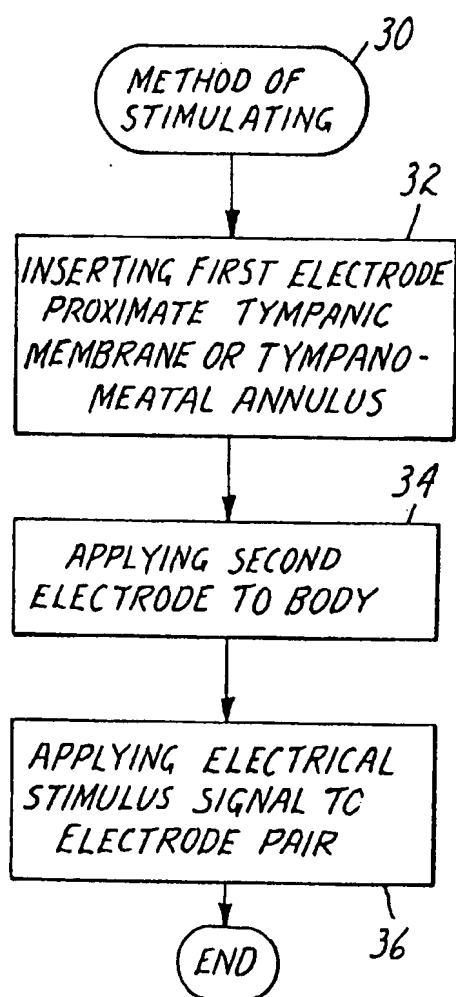 30
METHOD OF
STIMULATING
32
INSERTING FIRST ELECTRODE
PROXIMATE TYMPANIC
MEMBRANE OR TYMPANO-
MEATAL ANNULUS
34
APPLYING SECOND
ELECTRODE TO BODY
APPLYING ELECTRICAL
STIMULUS SIGNAL TO
ELECTRODE PAIR
36
END